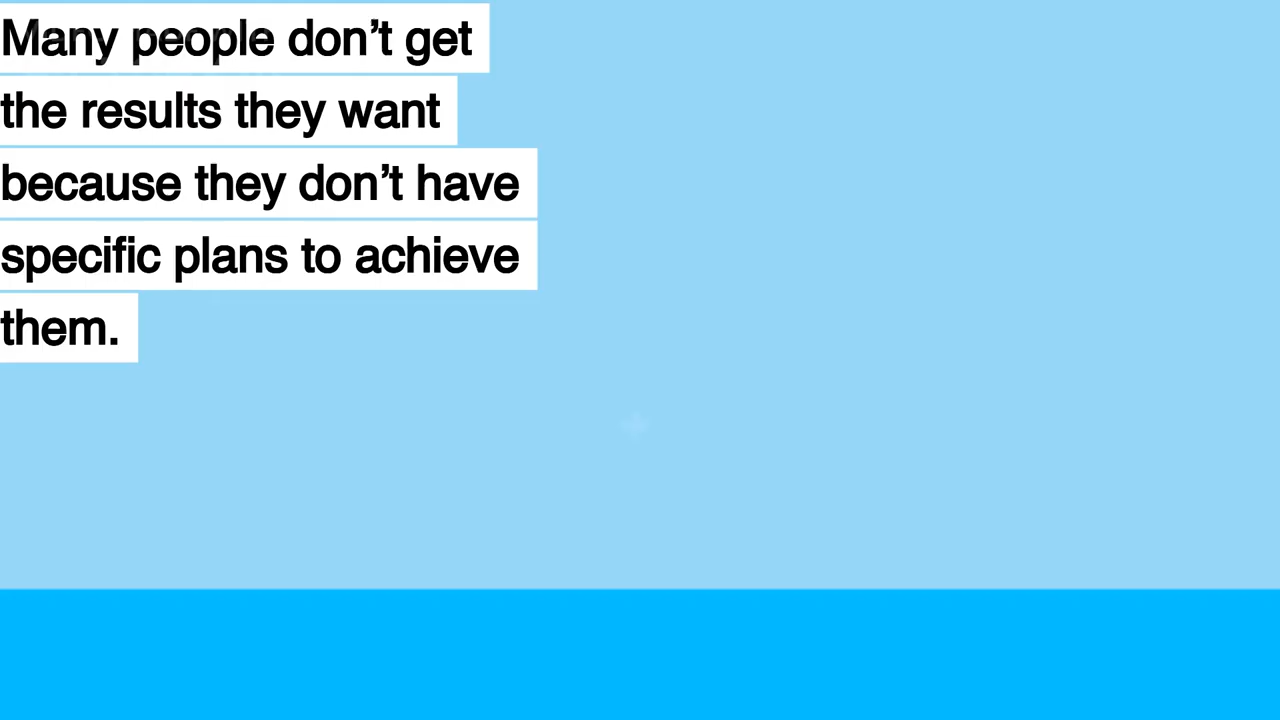 Many people don’t get
the results they want
because they don’t have
specific plans to achieve
them.